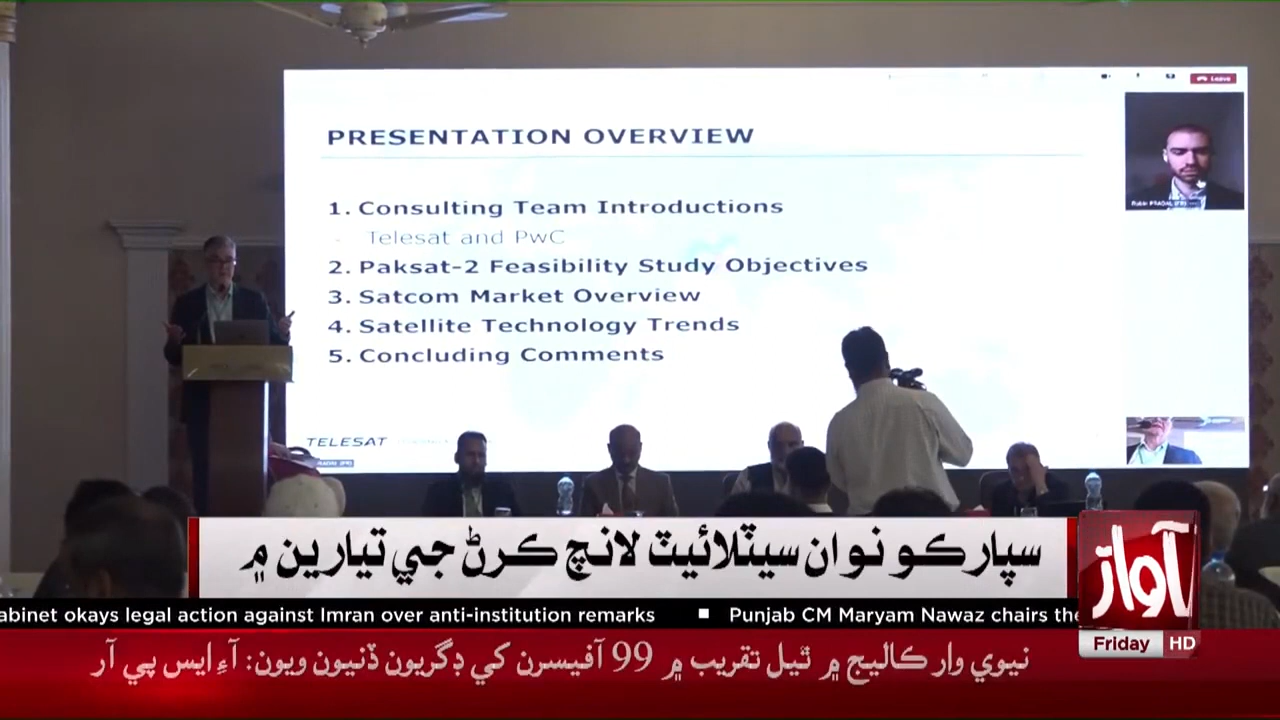 Leave
PRESENTATION OVERVIEW
1. Consulting Team Introductions
- Telesat and PwC
2. Paksat-2 Feasibility Study Objectives
3. Satcom Market Overview
4. Satellite Technology Trends
5. Concluding Comments
TELESAT
سپارڪو نوان سيٽلائيٽ لانچ ڪرڻ جي تيارين ۾
آواز
abinet okays legal action against Imran over anti-institution remarks ■ Punjab CM Maryam Nawaz chairs the
Friday HD
نيوي وار ڪاليج ۾ ٿيل تقريب ۾ 99 آفيسرن کي ڊگريون ڏنيون ويون: آءِ ايس پي آر